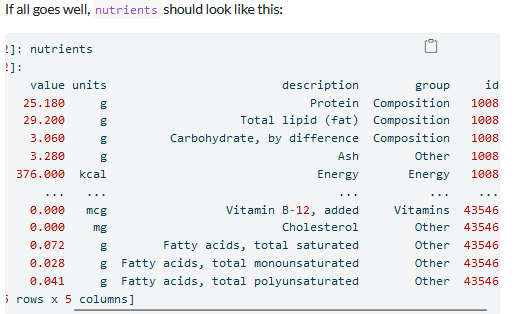 If all goes well, nutrients should look like this:
]: nutrients
]:
value units description group id
25.180 g Protein Composition 1008
29.200 g Total lipid (fat) Composition 1008
3.060 g Carbohydrate, by difference Composition 1008
3.280 g Ash Other 1008
376.000 kcal Energy Energy 1008
... ... ... ... ...
0.000 mcg Vitamin B-12, added Vitamins 43546
0.000 mg Cholesterol Other 43546
0.072 g Fatty acids, total saturated Other 43546
0.028 g Fatty acids, total monounsaturated Other 43546
0.041 g Fatty acids, total polyunsaturated Other 43546
rows x 5 columns]